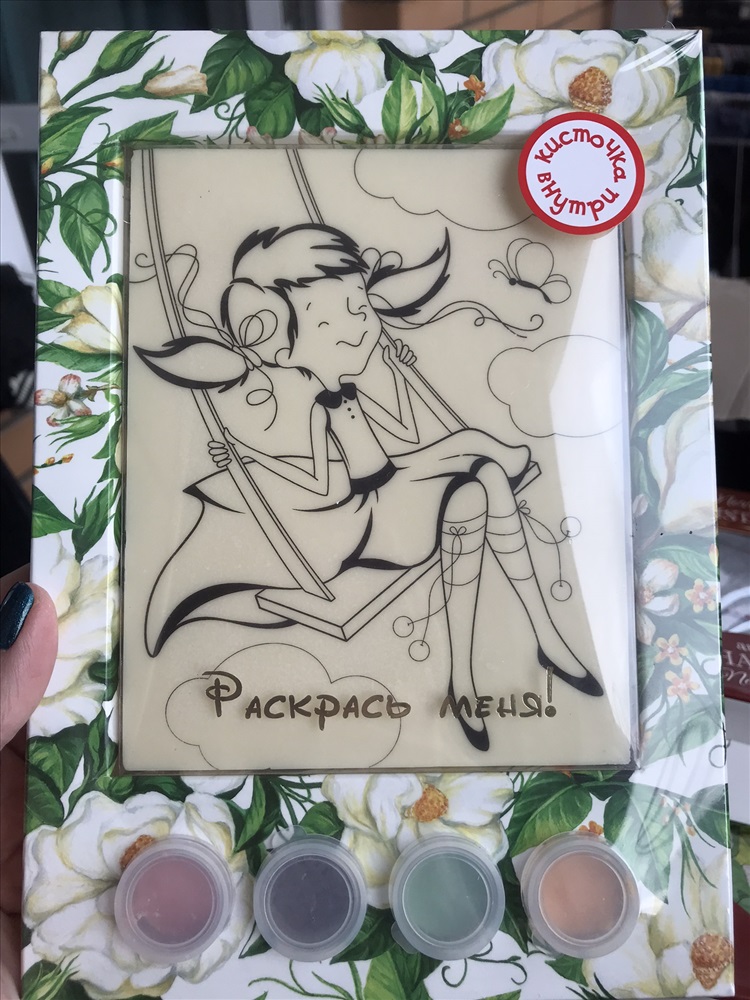 кисточка
внутри
Раскрась меня!